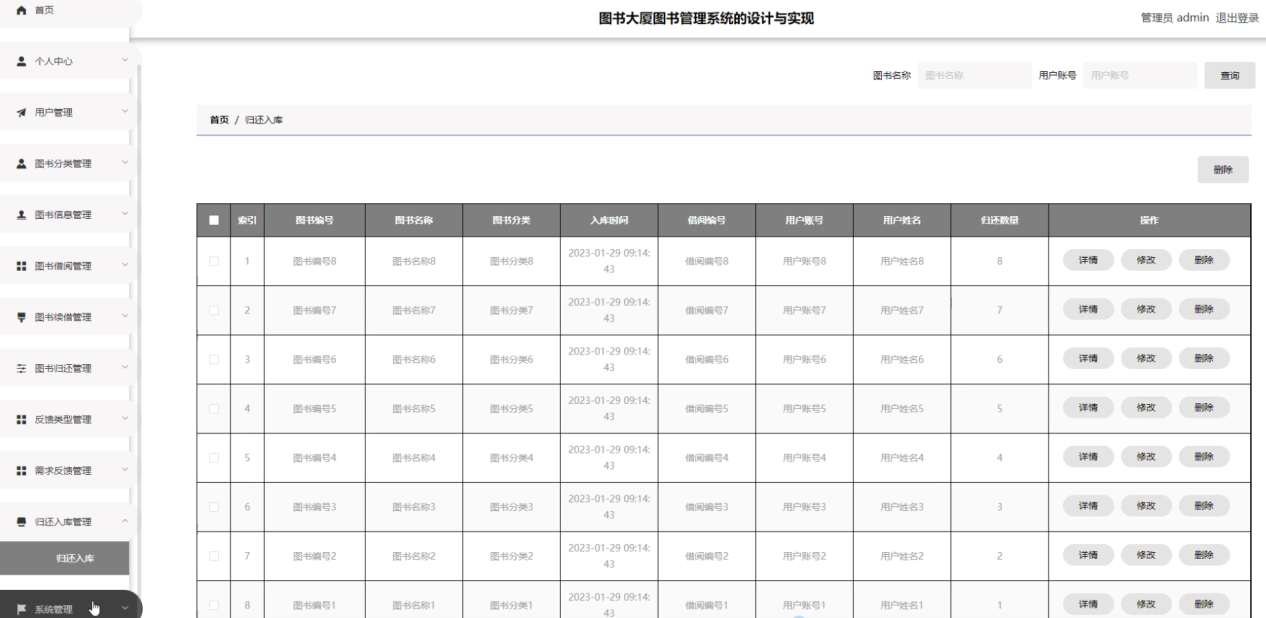 首页
图书大厦图书管理系统的设计与实现
管理员 admin 退出登录
个人中心
用户管理
图书分类管理
图书信息管理
图书借阅管理
图书续借管理
图书归还管理
反馈类型管理
需求反馈管理
归还入库管理
归还入库
系统管理
图书名称 图书名称 用户账号 用户账号 查询
首页 / 归还入库
删除
索引 图书编号 图书名称 图书分类 入库时间 借阅编号 用户账号 用户姓名 归还数量 操作
1 图书编号8 图书名称8 图书分类8 2023-01-29 09:14:43 借阅编号8 用户账号8 用户姓名8 8 详情 修改 删除
2 图书编号7 图书名称7 图书分类7 2023-01-29 09:14:43 借阅编号7 用户账号7 用户姓名7 7 详情 修改 删除
3 图书编号6 图书名称6 图书分类6 2023-01-29 09:14:43 借阅编号6 用户账号6 用户姓名6 6 详情 修改 删除
4 图书编号5 图书名称5 图书分类5 2023-01-29 09:14:43 借阅编号5 用户账号5 用户姓名5 5 详情 修改 删除
5 图书编号4 图书名称4 图书分类4 2023-01-29 09:14:43 借阅编号4 用户账号4 用户姓名4 4 详情 修改 删除
6 图书编号3 图书名称3 图书分类3 2023-01-29 09:14:43 借阅编号3 用户账号3 用户姓名3 3 详情 修改 删除
7 图书编号2 图书名称2 图书分类2 2023-01-29 09:14:43 借阅编号2 用户账号2 用户姓名2 2 详情 修改 删除
8 图书编号1 图书名称1 图书分类1 2023-01-29 09:14:43 借阅编号1 用户账号1 用户姓名1 1 详情 修改 删除